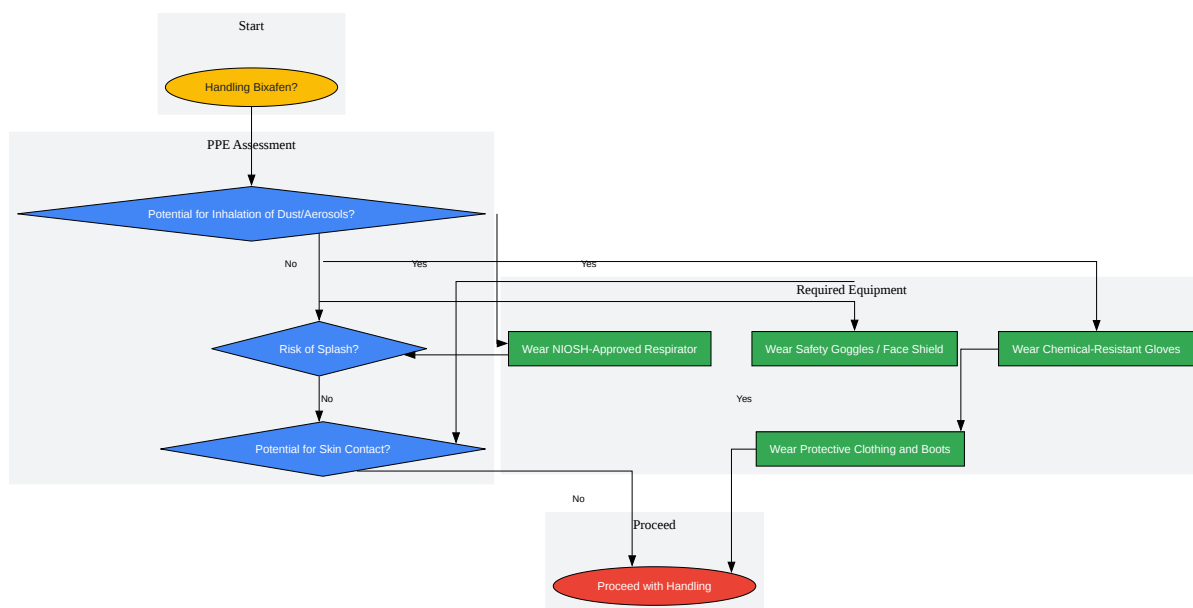 Start
Handling Bixafen?
PPE Assessment
Potential for Inhalation of Dust/Aerosols?
No
Yes
Yes
Required Equipment
Risk of Splash?
Wear NIOSH-Approved Respirator
Wear Safety Goggles / Face Shield
Wear Chemical-Resistant Gloves
No
Yes
Potential for Skin Contact?
Wear Protective Clothing and Boots
No
Proceed
Proceed with Handling